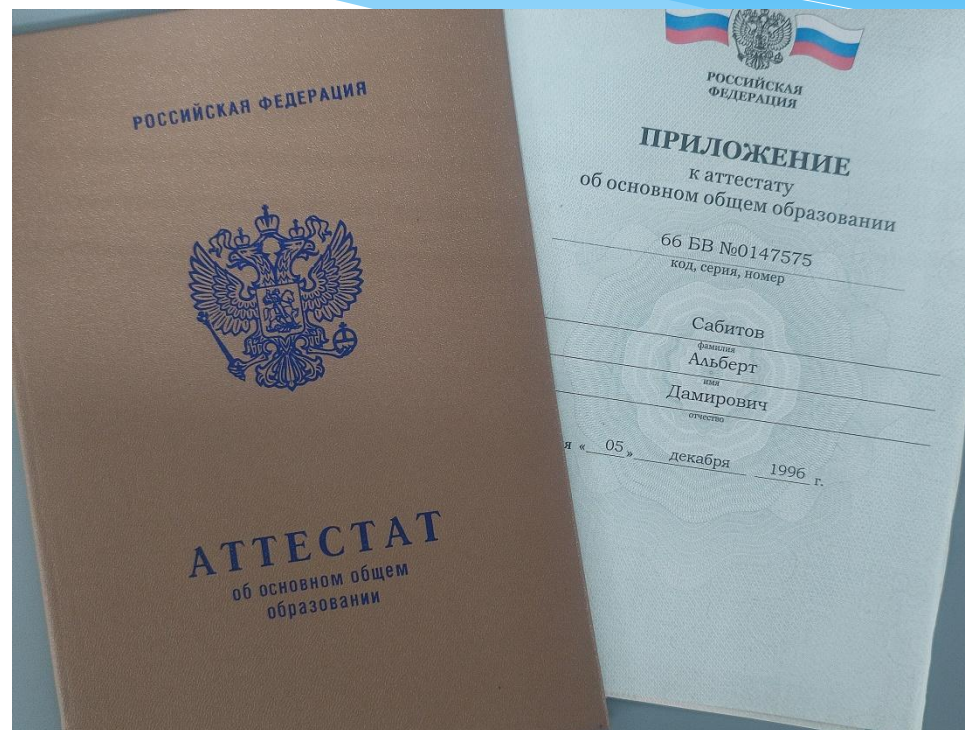 РОССИЙСКАЯ ФЕДЕРАЦИЯ
АТТЕСТАТ
об основном общем
образовании
РОССИЙСКАЯ
ФЕДЕРАЦИЯ
ПРИЛОЖЕНИЕ
к аттестату
об основном общем образовании
66 БВ №0147575
код, серия, номер
Сабитов
фамилия
Альберт
имя
Дамирович
отчество
я « 05 » декабря 1996 г.